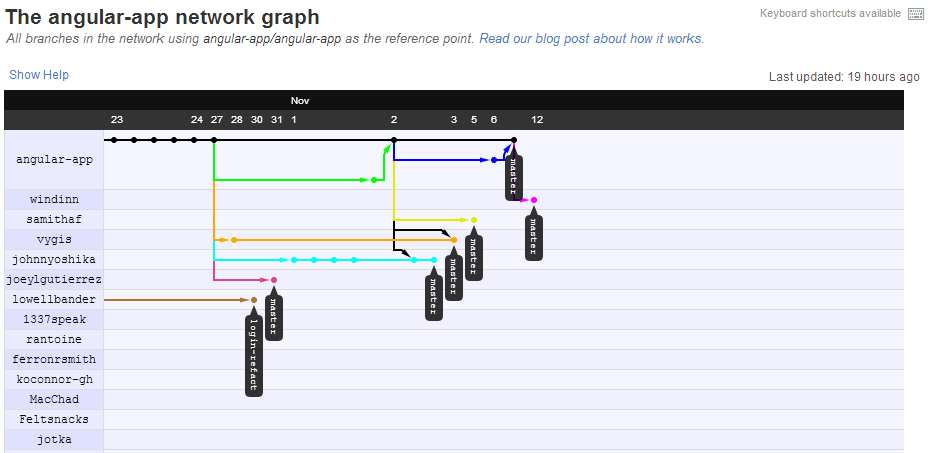 The angular-app network graph
Keyboard shortcuts available
All branches in the network using angular-app/angular-app as the reference point. Read our blog post about how it works.
Show Help
Last updated: 19 hours ago
Nov
23 24 27 28 30 31 1 2 3 5 6 12
angular-app
master
windinn
master
samithaf
master
vygis
master
johnnyoshika
master
joeylgutierrez
master
lowellbander
login-refact
1337speak
rantoine
ferronrsmith
koconnor-gh
MacChad
Feltsnacks
jotka